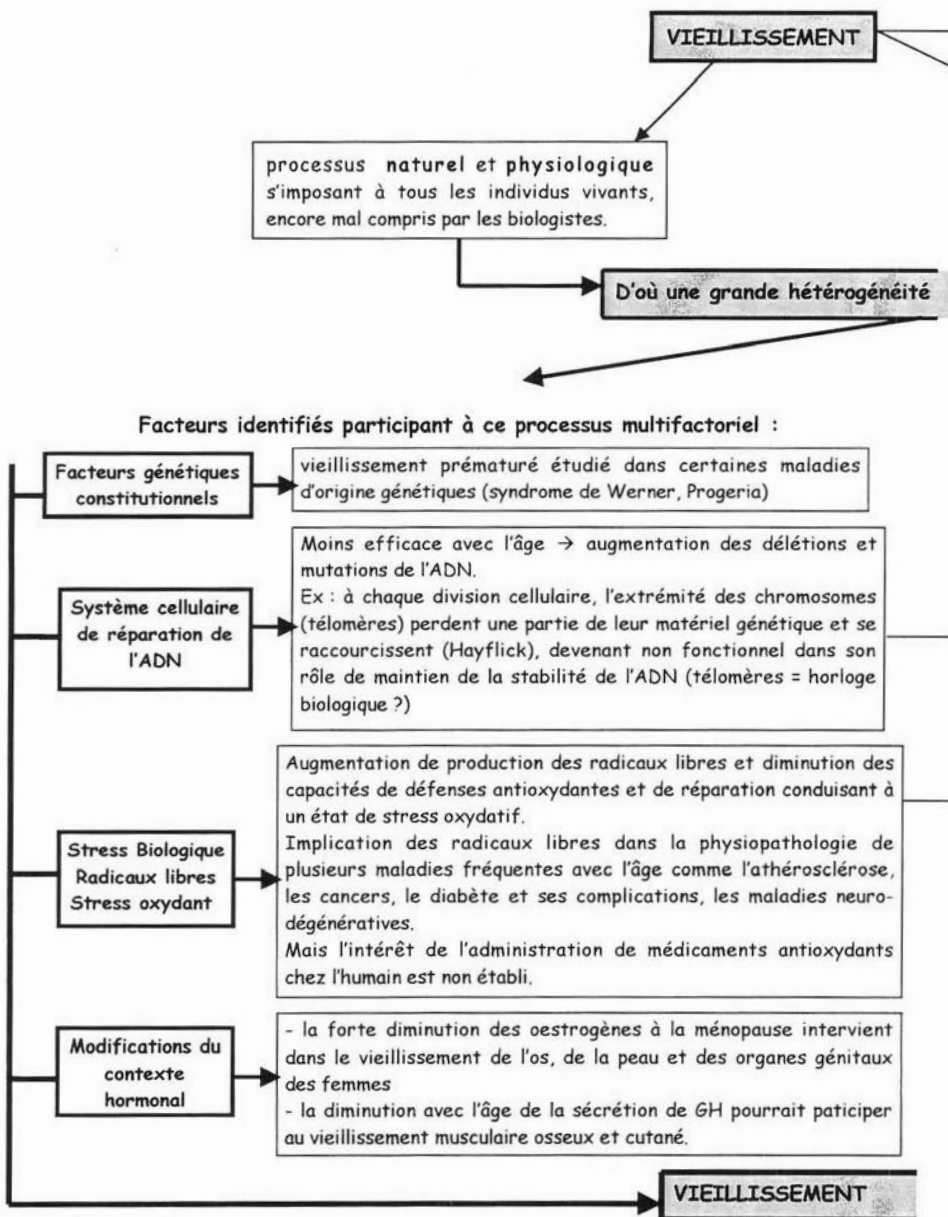 VIEILLISSEMENT
processus naturel et physiologique
s'imposant à tous les individus vivants,
encore mal compris par les biologistes.
D'où une grande hétérogénéité
Facteurs identifiés participant à ce processus multifactoriel :
Facteurs génétiques
constitutionnels
vieillissement prématuré étudié dans certaines maladies
d'origine génétiques (syndrome de Werner, Progeria)
Système cellulaire
de réparation de
l'ADN
Moins efficace avec l'âge → augmentation des délétions et
mutations de l'ADN.
Ex : à chaque division cellulaire, l'extrémité des chromosomes
(télomères) perdent une partie de leur matériel génétique et se
raccourcissent (Hayflick), devenant non fonctionnel dans son
rôle de maintien de la stabilité de l'ADN (télomères = horloge
biologique ?)
Stress Biologique
Radicaux libres
Stress oxydant
Augmentation de production des radicaux libres et diminution des
capacités de défenses antioxydantes et de réparation conduisant à
un état de stress oxydatif.
Implication des radicaux libres dans la physiopathologie de
plusieurs maladies fréquentes avec l'âge comme l'athérosclérose,
les cancers, le diabète et ses complications, les maladies neuro-
dégénératives.
Mais l'intérêt de l'administration de médicaments antioxydants
chez l'humain est non établi.
Modifications du
contexte
hormonal
- la forte diminution des oestrogènes à la ménopause intervient
dans le vieillissement de l'os, de la peau et des organes génitaux
des femmes
- la diminution avec l'âge de la sécrétion de GH pourrait paticiper
au vieillissement musculaire osseux et cutané.
VIEILLISSEMENT